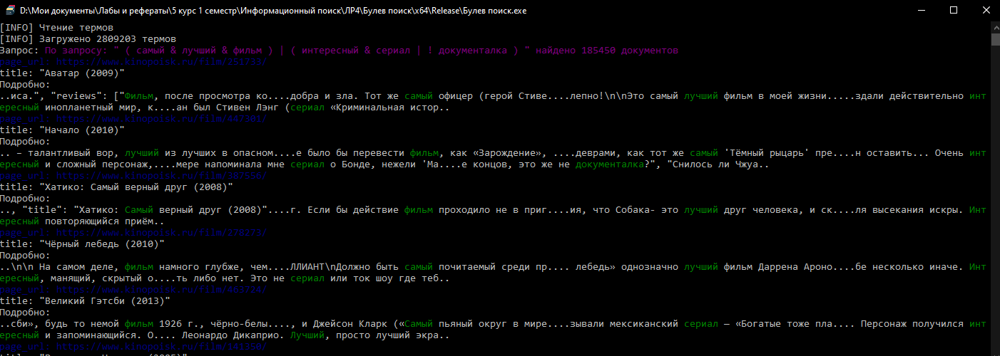 D:\Мои документы\Лабы и рефераты\5 курс 1 семестр\Информационный поиск\ЛР4\Булев поиск\x64\Release\Булев поиск.exe
[INFO] Чтение термов
[INFO] Загружено 2809203 термов
Запрос: По запросу: " ( самый & лучший & фильм ) | ( интересный & сериал | ! документалка ) " найдено 185450 документов
page_url: https://www.kinopoisk.ru/film/251733/
title: "Аватар (2009)"
Подробно:
..иса.", "reviews": ["Фильм, после просмотра ко....добра и зла. Тот же самый офицер (герой Стиве....лепно!\n\nЭто самый лучший фильм в моей жизни.....здали действительно инт
ересный инопланетный мир, к....ан был Стивен Лэнг (сериал «Криминальная истор..
page_url: https://www.kinopoisk.ru/film/447301/
title: "Начало (2010)"
Подробно:
.. – талантливый вор, лучший из лучших в опасном....е было бы перевести фильм, как «Зарождение», ....деврами, как тот же самый 'Тёмный рыцарь' пре....н оставить... Очень инт
ересный и сложный персонаж,....мере напоминала мне сериал о Бонде, нежели 'Ма....е концов, это же не документалка?", "Снилось ли Чжуа..
page_url: https://www.kinopoisk.ru/film/387556/
title: "Хатико: Самый верный друг (2008)"
Подробно:
.., "title": "Хатико: Самый верный друг (2008)"....г. Если бы действие фильм проходило не в приг....ия, что Собака- это лучший друг человека, и ск....ля высекания искры. Инт
ересный повторяющийся приём..
page_url: https://www.kinopoisk.ru/film/278273/
title: "Чёрный лебедь (2010)"
Подробно:
..\n\n На самом деле, фильм намного глубже, чем....ЛЛИАНТ\nДолжно быть самый почитаемый среди пр.... лебедь» однозначно лучший фильм Даррена Ароно....бе несколько иначе. Инт
ересный, манящий, скрытый о....ть либо нет. Это не сериал или ток шоу где теб..
page_url: https://www.kinopoisk.ru/film/463724/
title: "Великий Гэтсби (2013)"
Подробно:
..сби», будь то немой фильм 1926 г., чёрно-белы...., и Джейсон Кларк («Самый пьяный округ в мире....зывали мексиканский сериал – «Богатые тоже пла.... Персонаж получился инт
ересный и запоминающийся. О.... Леонардо Дикаприо. Лучший, просто лучший экра..
page_url: https://www.kinopoisk.ru/film/141350/